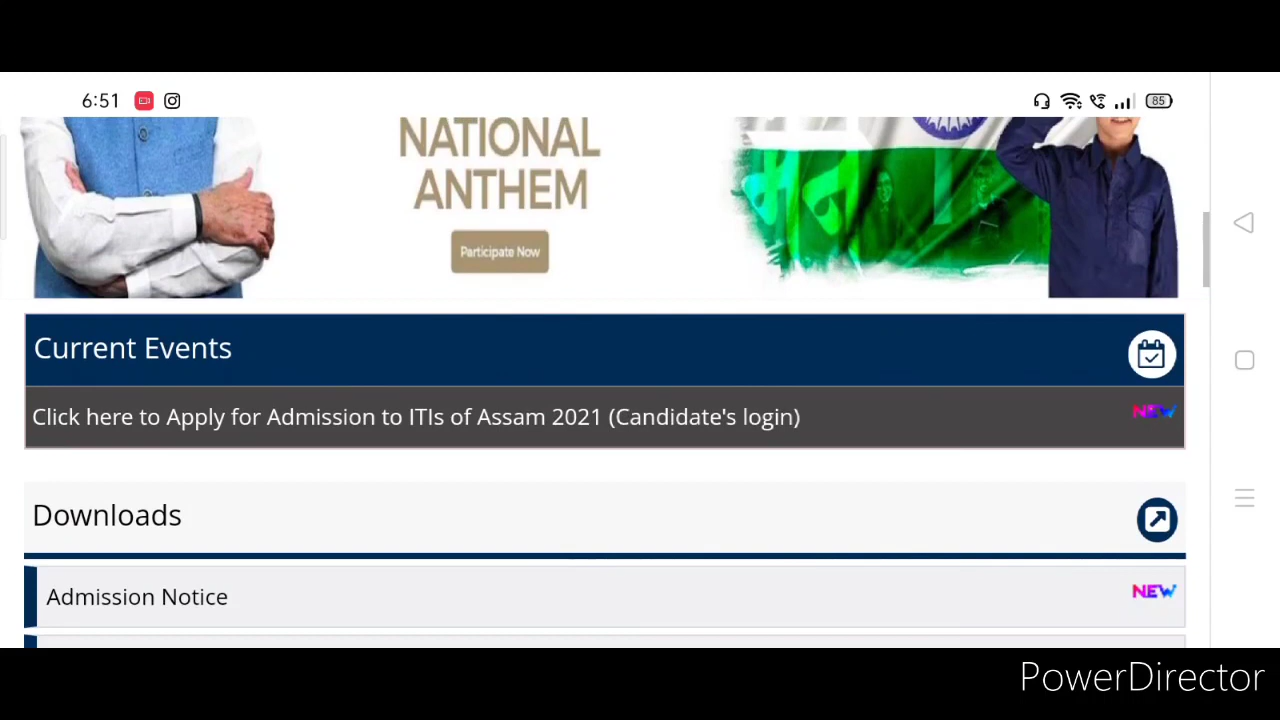 6:51
85
NATIONAL
ANTHEM
Participate Now
Current Events
Click here to Apply for Admission to ITIs of Assam 2021 (Candidate's login)
NEW
Downloads
Admission Notice
NEW
PowerDirector